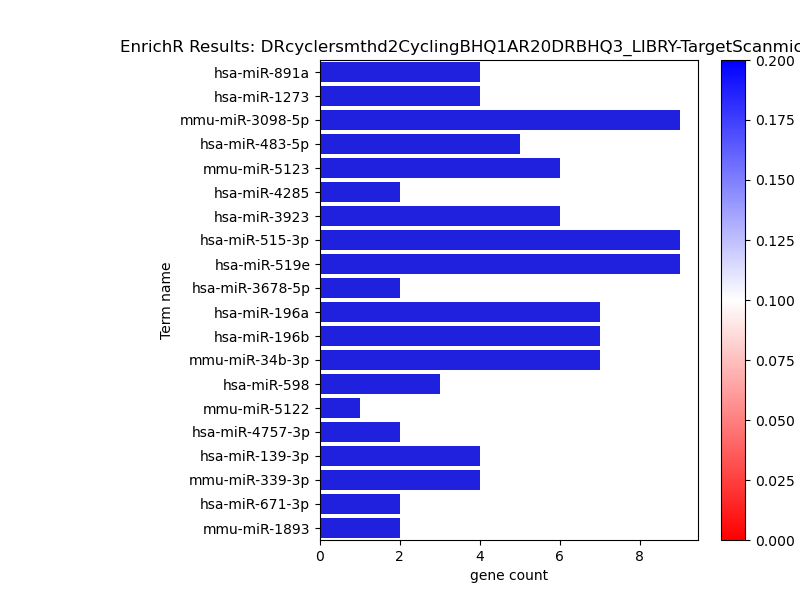 EnrichR Results: DRcyclersmthd2CyclingBHQ1AR20DRBHQ3_LIBRY-TargetScanmic
hsa-miR-891a
hsa-miR-1273
mmu-miR-3098-5p
hsa-miR-483-5p
mmu-miR-5123
hsa-miR-4285
hsa-miR-3923
hsa-miR-515-3p
hsa-miR-519e
hsa-miR-3678-5p
hsa-miR-196a
hsa-miR-196b
mmu-miR-34b-3p
hsa-miR-598
mmu-miR-5122
hsa-miR-4757-3p
hsa-miR-139-3p
mmu-miR-339-3p
hsa-miR-671-3p
mmu-miR-1893
Term name
0 2 4 6 8
gene count
0.200
0.175
0.150
0.125
0.100
0.075
0.050
0.025
0.000